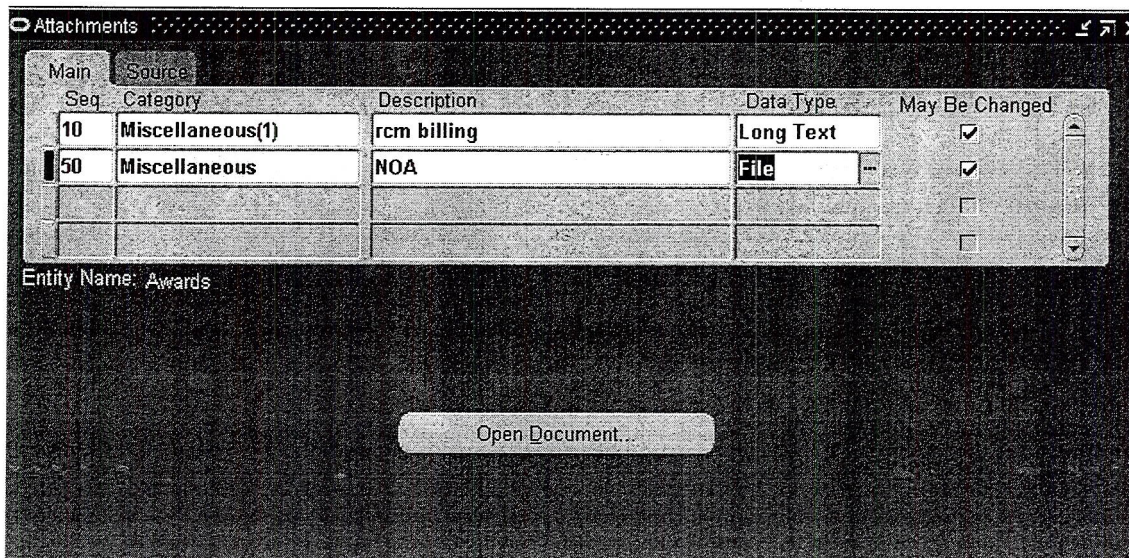 Attachments
Main Source
Seq Category Description Data Type May Be Changed
10 Miscellaneous(1) rcm billing Long Text
50 Miscellaneous NOA File ...
Entity Name: Awards
Open Document...